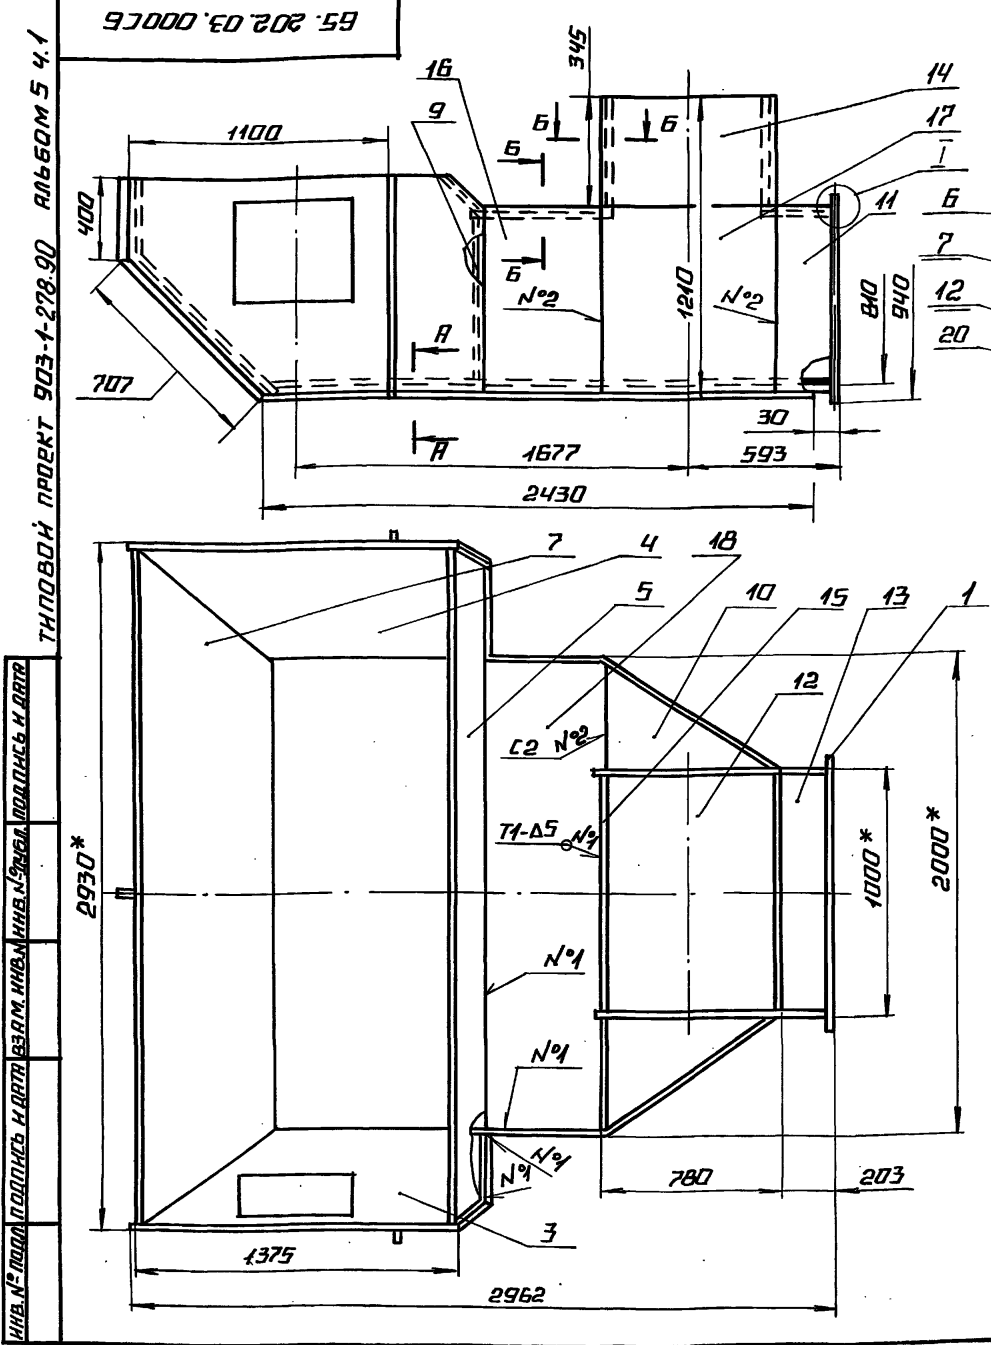 Б5.202.03.000СБ
ТИПОВОЙ ПРОЕКТ 903-1-278.90 АЛЬБОМ 5 ч.1
16
9
345
14
17
I
11
Б
7
12
20
1100
400
707
Б Б
Б
Б
№2
1210
№2
810
940
А
А
30
1677
593
2430
7
4
18
5
10
15
13
1
12
С2 №2
Т1-Δ5 №1
2930*
1000*
2000*
№1
№1
№1
№1
780
203
3
1375
2962
ИНВ.№ ПОДЛ.
ПОДПИСЬ И ДАТА
ВЗАМ. ИНВ.№
ИНВ.№ ДУБЛ.
ПОДПИСЬ И ДАТА